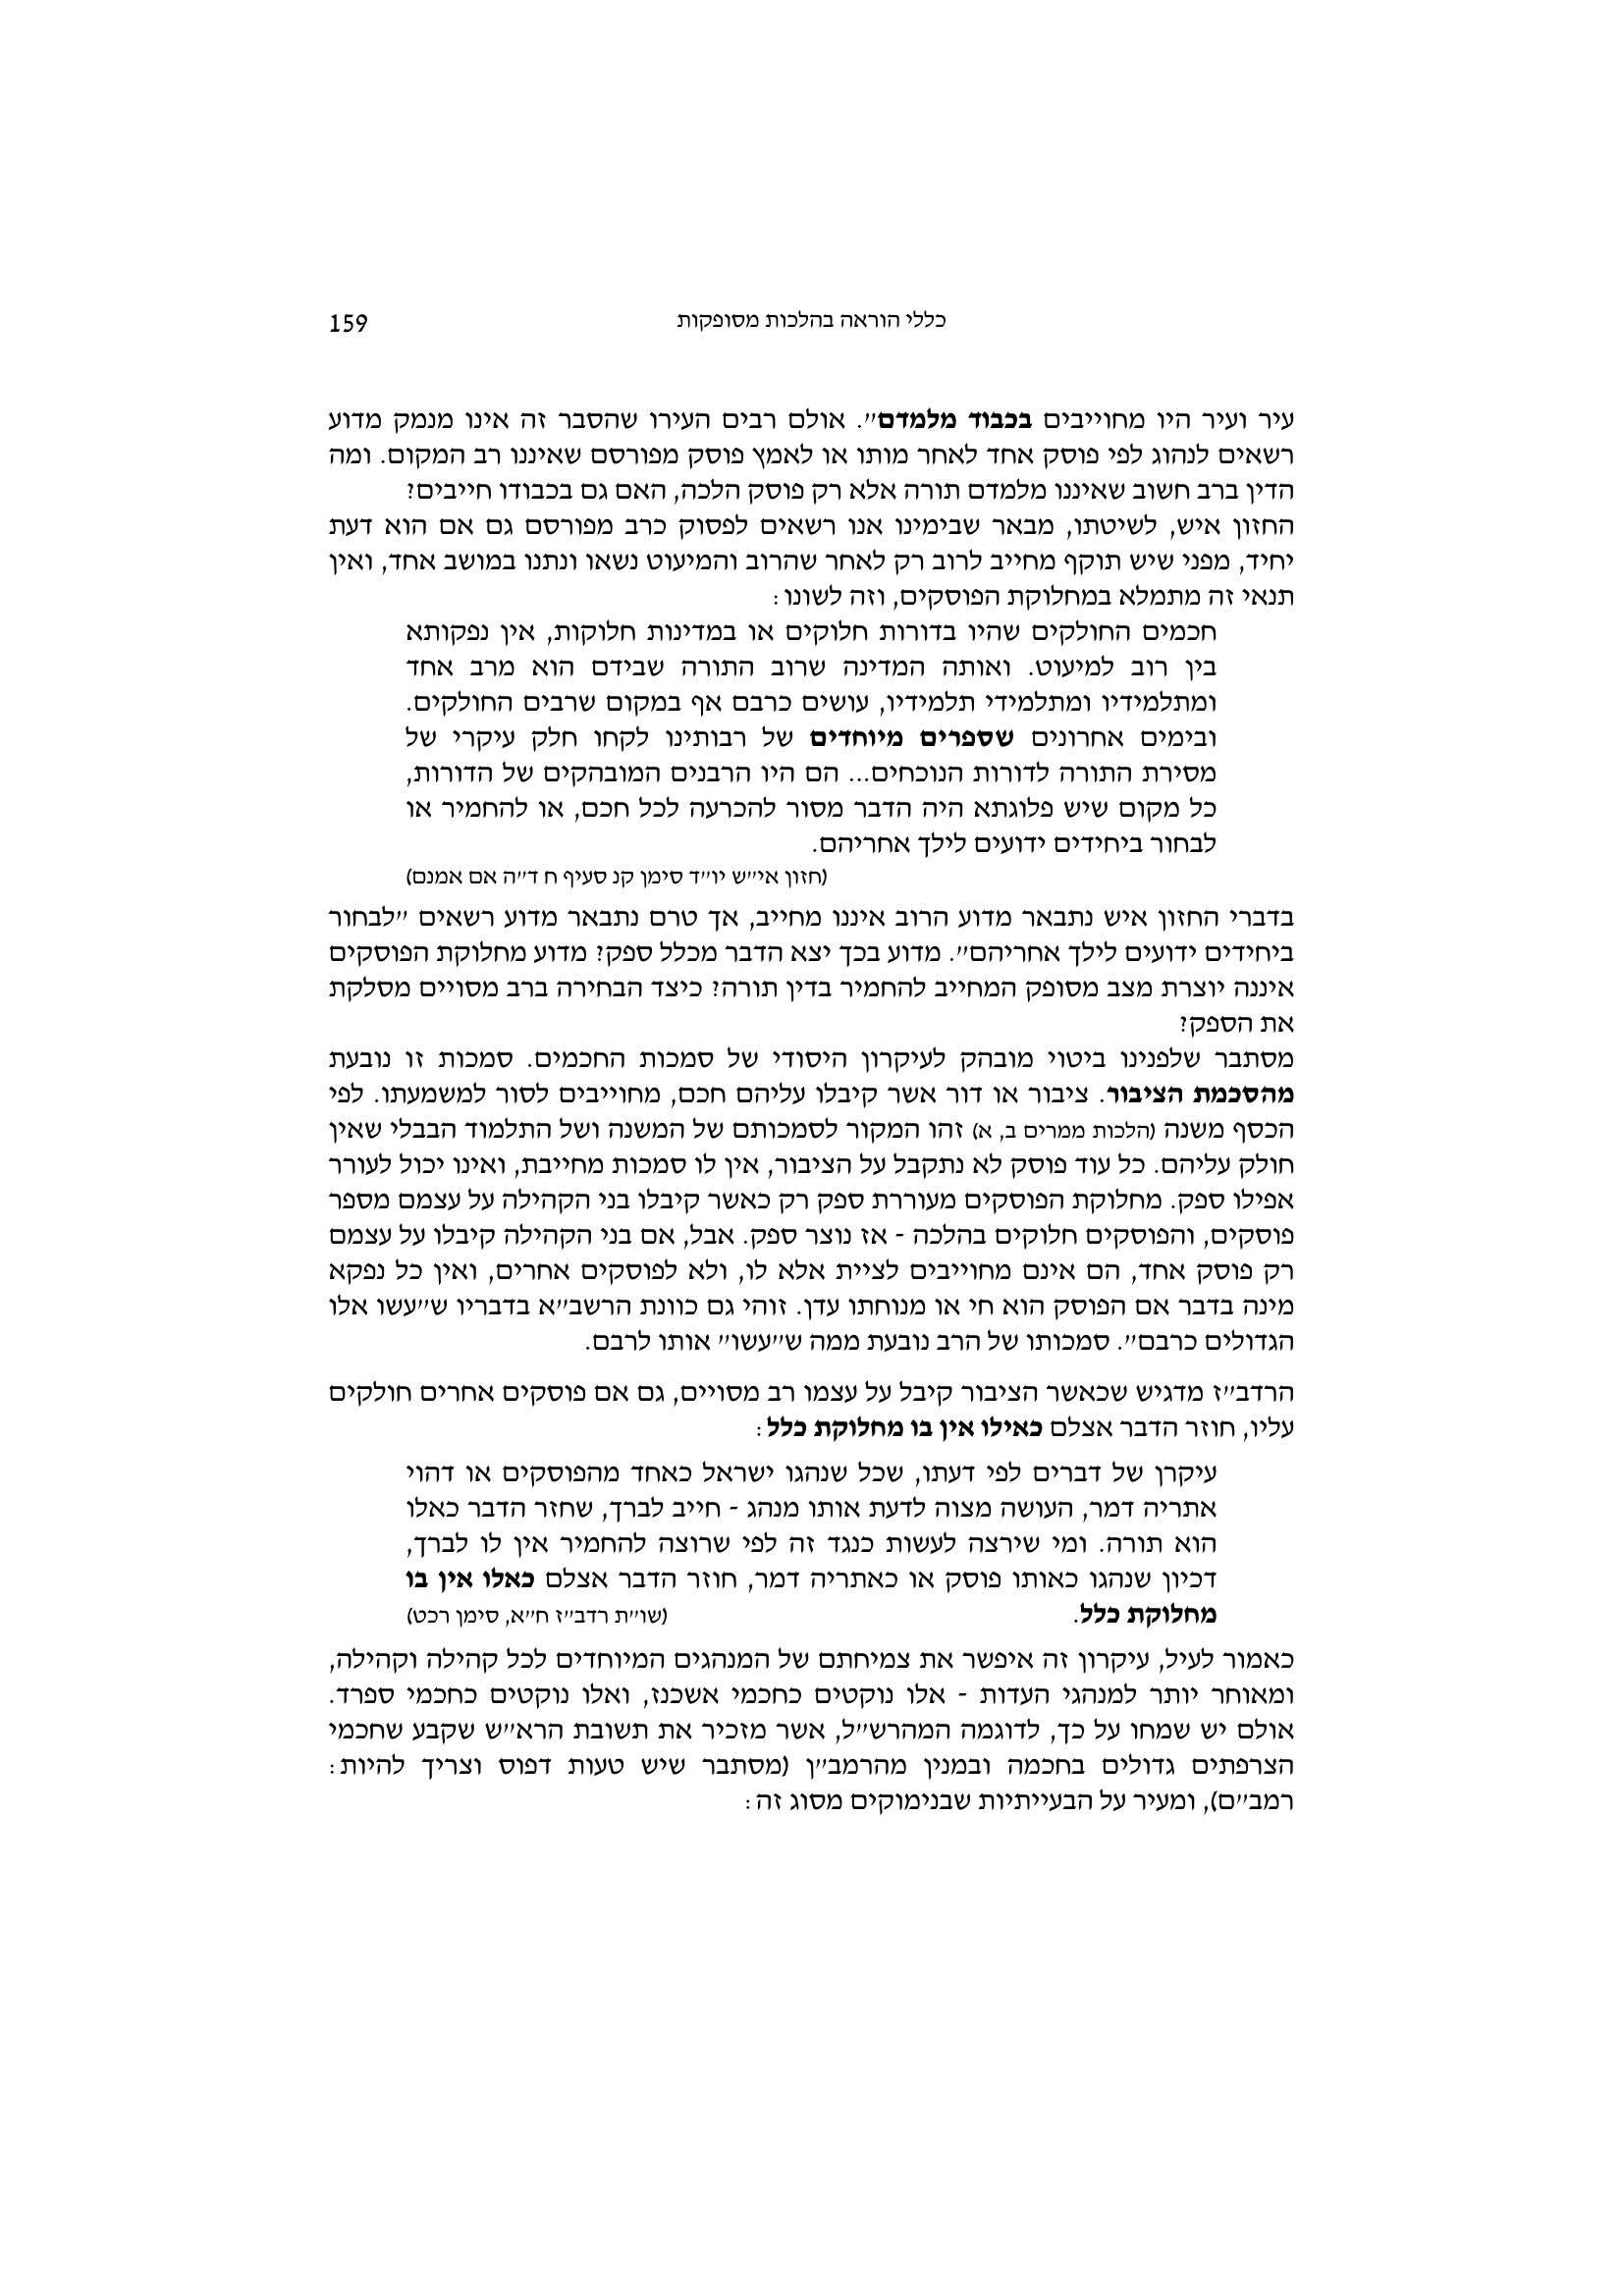 כללי הוראה בהלכות מסופקות 159
עיר ועיר היו מחוייבים בכבוד מלמדם". אולם רבים העירו שהסבר זה אינו מנמק מדוע
רשאים לנהוג לפי פוסק אחד לאחר מותו או לאמץ פוסק מפורסם שאיננו רב המקום. ומה
הדין ברב חשוב שאיננו מלמדם תורה אלא רק פוסק הלכה, האם גם בכבודו חייבים?
החזון איש, לשיטתו, מבאר שבימינו אנו רשאים לפסוק כרב מפורסם גם אם הוא דעת
יחיד, מפני שיש תוקף מחייב לרוב רק לאחר שהרוב והמיעוט נשאו ונתנו במושב אחד, ואין
תנאי זה מתמלא במחלוקת הפוסקים, וזה לשונו:
חכמים החולקים שהיו בדורות חלוקים או במדינות חלוקות, אין נפקותא
בין רוב למיעוט. ואותה המדינה שרוב התורה שבידם הוא מרב אחד
ומתלמידיו ומתלמידי תלמידיו, עושים כרבם אף במקום שרבים החולקים.
ובימים אחרונים שספרים מיוחדים של רבותינו לקחו חלק עיקרי של
מסירת התורה לדורות הנוכחים... הם היו הרבנים המובהקים של הדורות,
כל מקום שיש פלוגתא היה הדבר מסור להכרעה לכל חכם, או להחמיר או
לבחור ביחידים ידועים לילך אחריהם.
(חזון אי"ש יו"ד סימן קנ סעיף ח ד"ה אם אמנם)
בדברי החזון איש נתבאר מדוע הרוב איננו מחייב, אך טרם נתבאר מדוע רשאים "לבחור
ביחידים ידועים לילך אחריהם". מדוע בכך יצא הדבר מכלל ספק? מדוע מחלוקת הפוסקים
איננה יוצרת מצב מסופק המחייב להחמיר בדין תורה? כיצד הבחירה ברב מסויים מסלקת
את הספק?
מסתבר שלפנינו ביטוי מובהק לעיקרון היסודי של סמכות החכמים. סמכות זו נובעת
מהסכמת הציבור. ציבור או דור אשר קיבלו עליהם חכם, מחוייבים לסור למשמעתו. לפי
הכסף משנה (הלכות ממרים ב, א) זהו המקור לסמכותם של המשנה ושל התלמוד הבבלי שאין
חולק עליהם. כל עוד פוסק לא נתקבל על הציבור, אין לו סמכות מחייבת, ואינו יכול לעורר
אפילו ספק. מחלוקת הפוסקים מעוררת ספק רק כאשר קיבלו בני הקהילה על עצמם מספר
פוסקים, והפוסקים חלוקים בהלכה - אז נוצר ספק. אבל, אם בני הקהילה קיבלו על עצמם
רק פוסק אחד, הם אינם מחוייבים לציית אלא לו, ולא לפוסקים אחרים, ואין כל נפקא
מינה בדבר אם הפוסק הוא חי או מנוחתו עדן. זוהי גם כוונת הרשב"א בדבריו ש"עשו אלו
הגדולים כרבם". סמכותו של הרב נובעת ממה ש"עשו" אותו לרבם.
הרדב"ז מדגיש שכאשר הציבור קיבל על עצמו רב מסויים, גם אם פוסקים אחרים חולקים
עליו, חוזר הדבר אצלם כאילו אין בו מחלוקת כלל:
עיקרן של דברים לפי דעתו, שכל שנהגו ישראל כאחד מהפוסקים או דהוי
אתריה דמר, העושה מצוה לדעת אותו מנהג - חייב לברך, שחזר הדבר כאלו
הוא תורה. ומי שירצה לעשות כנגד זה לפי שרוצה להחמיר אין לו לברך,
דכיון שנהגו כאותו פוסק או כאתריה דמר, חוזר הדבר אצלם כאלו אין בו
מחלוקת כלל. (שו"ת רדב"ז ח"א, סימן רכט)
כאמור לעיל, עיקרון זה איפשר את צמיחתם של המנהגים המיוחדים לכל קהילה וקהילה,
ומאוחר יותר למנהגי העדות - אלו נוקטים כחכמי אשכנז, ואלו נוקטים כחכמי ספרד.
אולם יש שמחו על כך, לדוגמה המהרש"ל, אשר מזכיר את תשובת הרא"ש שקבע שחכמי
הצרפתים גדולים בחכמה ובמנין מהרמב"ן (מסתבר שיש טעות דפוס וצריך להיות:
רמב"ם), ומעיר על הבעייתיות שבנימוקים מסוג זה: